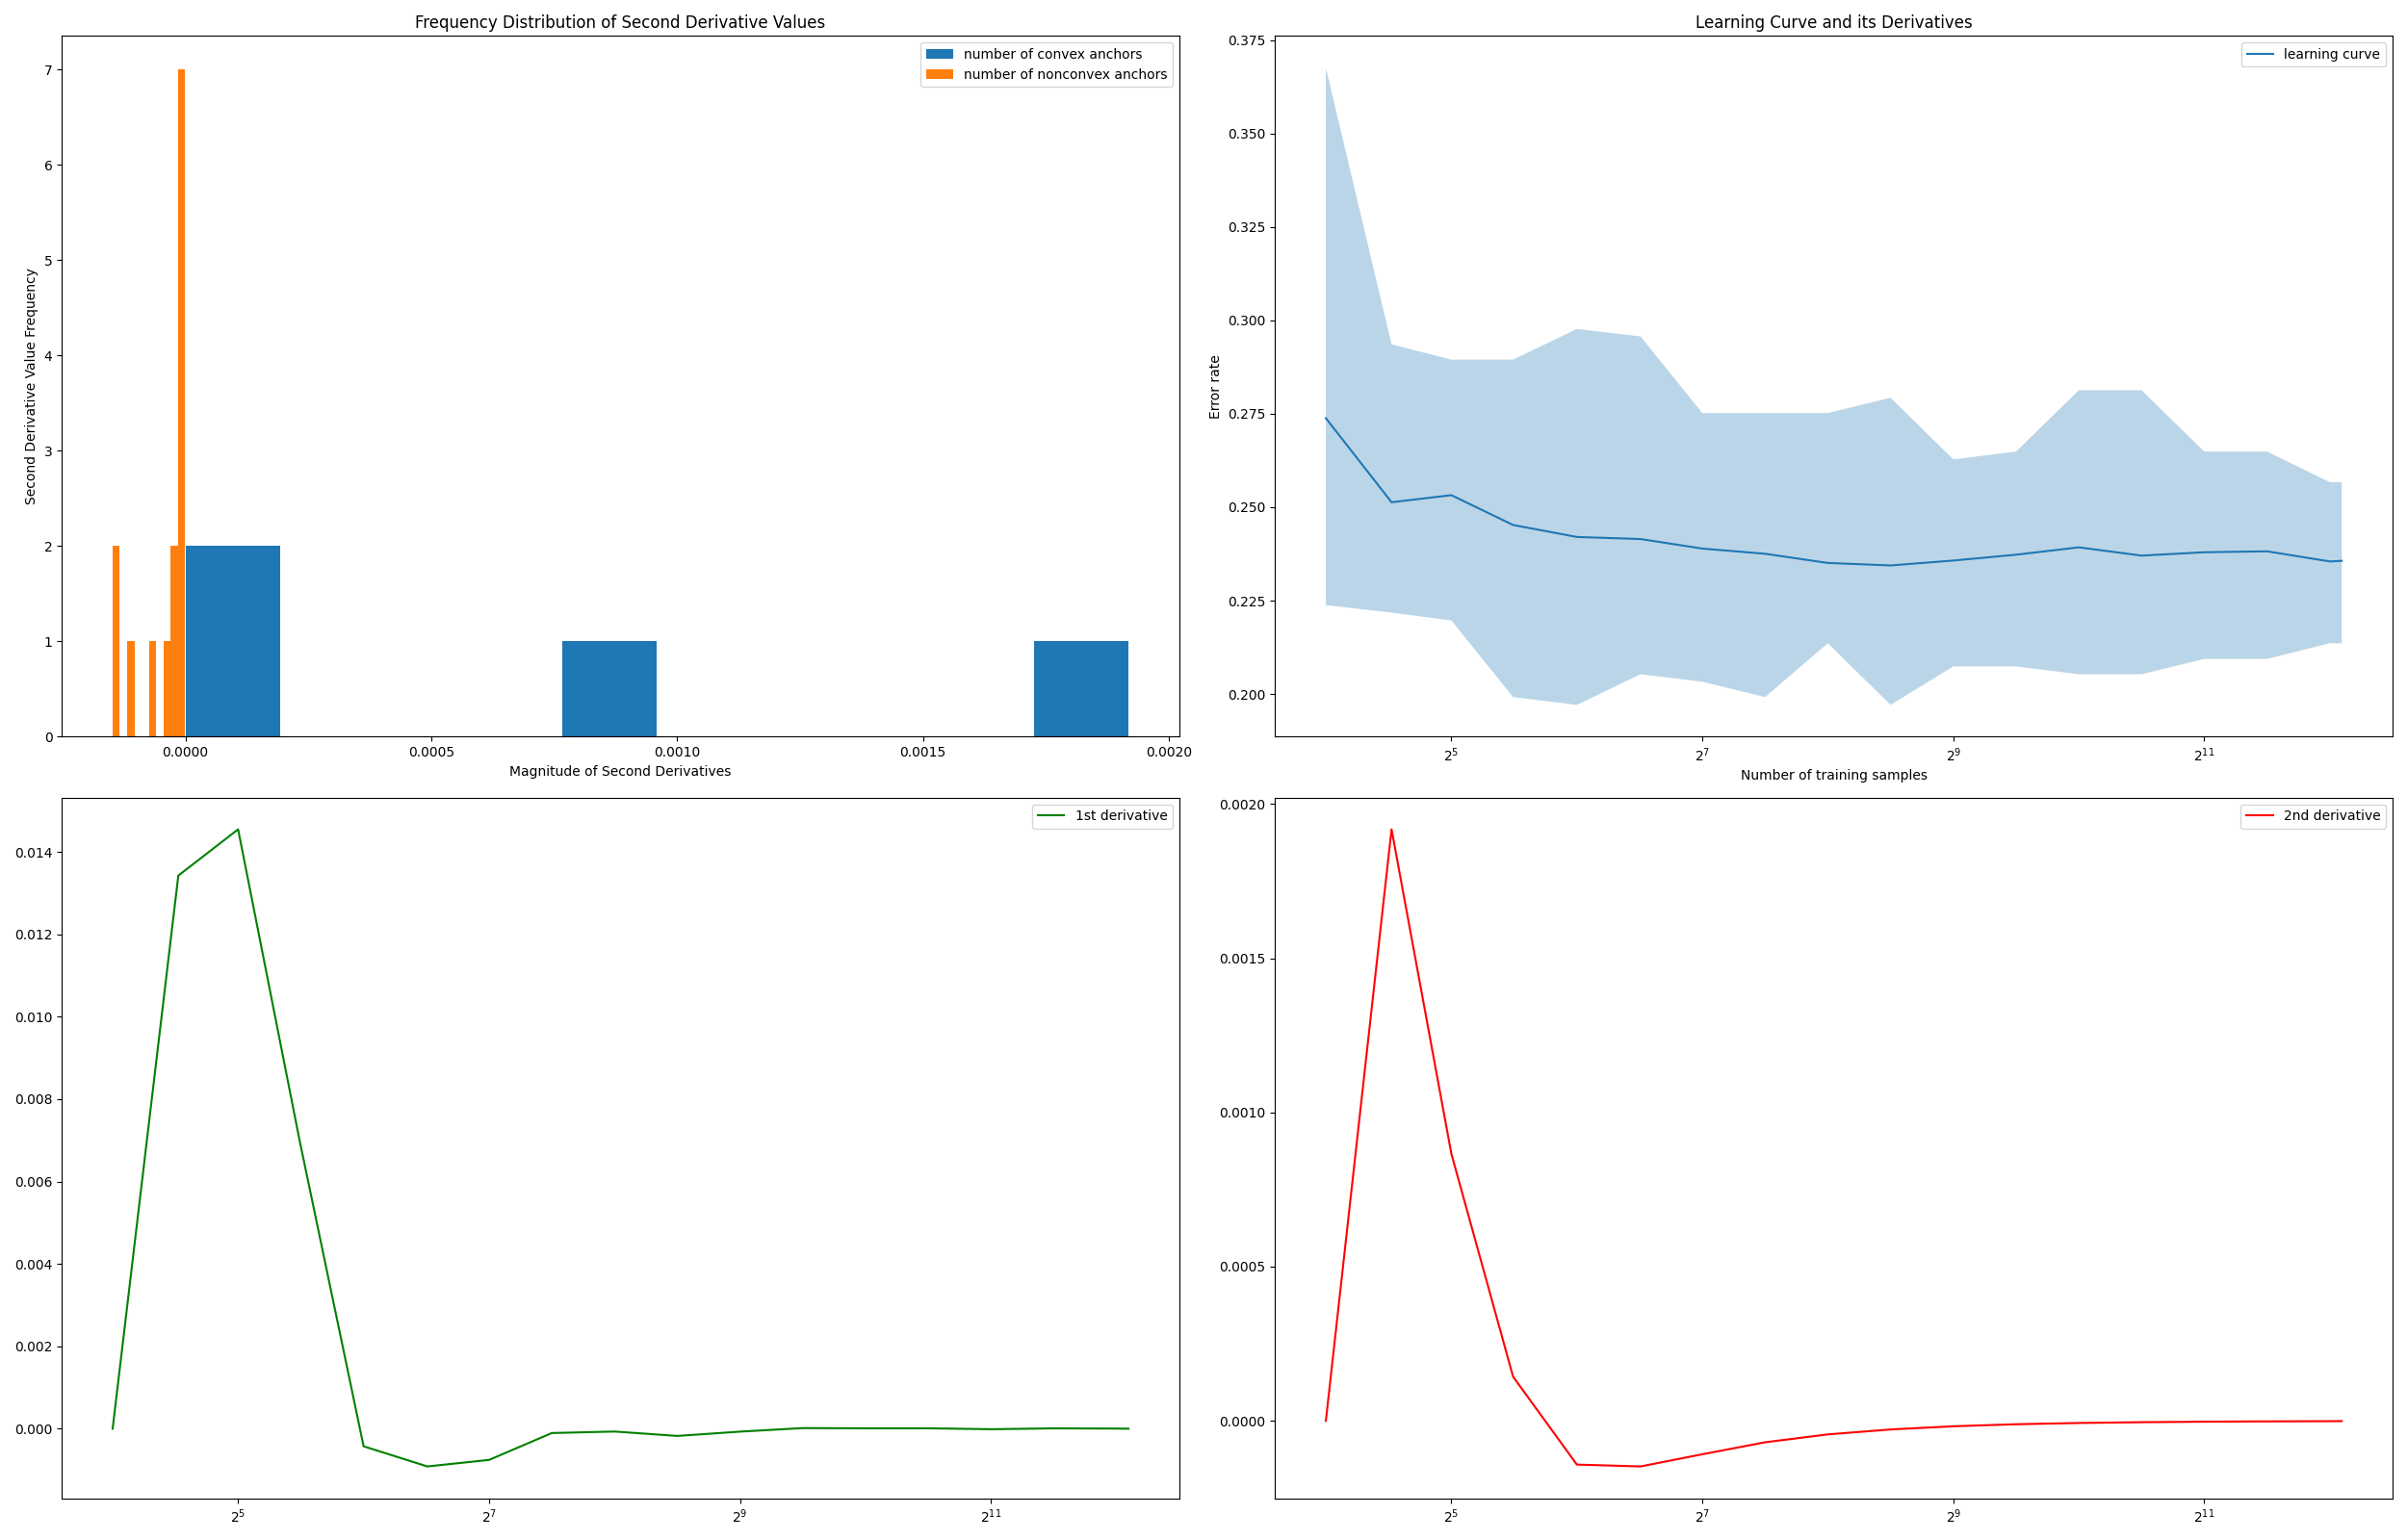 Frequency Distribution of Second Derivative Values
number of convex anchors
number of nonconvex anchors
7
6
5
4
3
2
1
0
Second Derivative Value Frequency
0.0000 0.0005 0.0010 0.0015 0.0020
Magnitude of Second Derivatives
Learning Curve and its Derivatives
learning curve
0.375
0.350
0.325
0.300
0.275
0.250
0.225
0.200
Error rate
2^5 2^7 2^9 2^11
Number of training samples
1st derivative
0.014
0.012
0.010
0.008
0.006
0.004
0.002
0.000
2^5 2^7 2^9 2^11
2nd derivative
0.0020
0.0015
0.0010
0.0005
0.0000
2^5 2^7 2^9 2^11